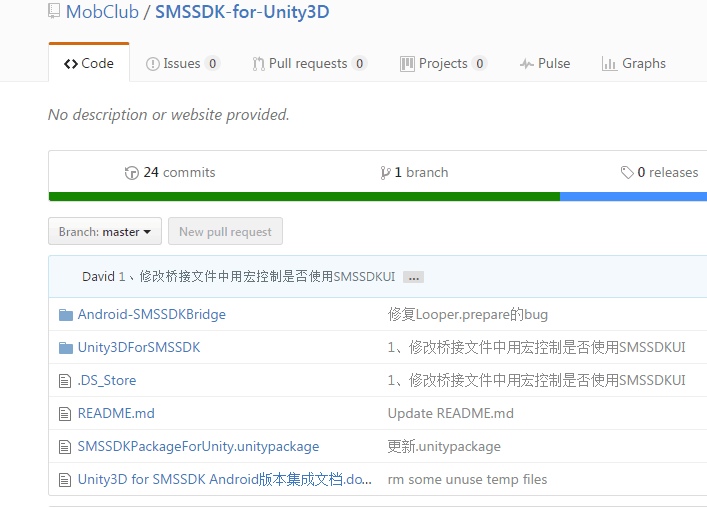 MobClub / SMSSDK-for-Unity3D
Code Issues 0 Pull requests 0 Projects 0 Pulse Graphs
No description or website provided.
24 commits 1 branch 0 releases
Branch: master New pull request
David 1、修改桥接文件中用宏控制是否使用SMSSDKUI ...
Android-SMSSDKBridge 修复Looper.prepare的bug
Unity3DForSMSSDK 1、修改桥接文件中用宏控制是否使用SMSSDKUI
.DS_Store 1、修改桥接文件中用宏控制是否使用SMSSDKUI
README.md Update README.md
SMSSDKPackageForUnity.unitypackage 更新.unitypackage
Unity3D for SMSSDK Android版本集成文档.do... rm some unuse temp files